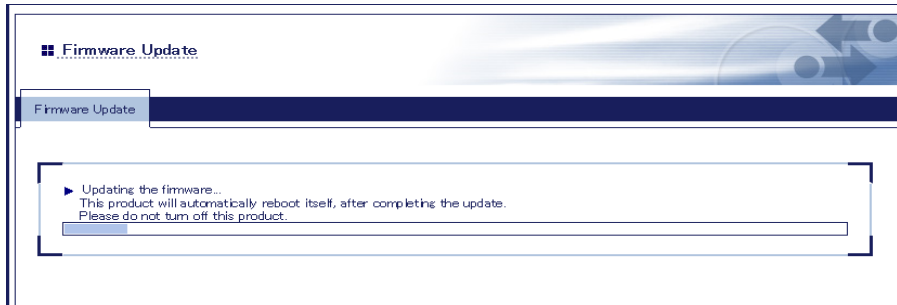 Firmware Update
Firmware Update
Updating the firmware...
This product will automatically reboot itself, after completing the update.
Please do not turn off this product.